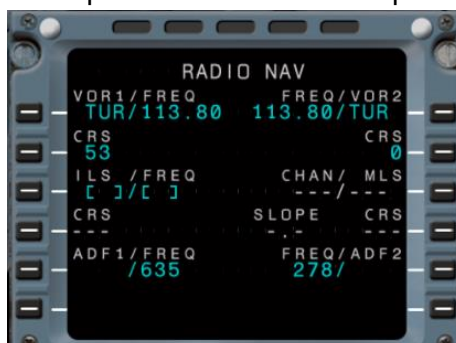 RADIO NAV
VOR1/FREQ FREQ/VOR2
TUR/113.80 113.80/TUR
CRS CRS
53 0
ILS /FREQ CHAN/ MLS
[ ]/[ ] ---/---
CRS SLOPE CRS
--- -.- ---
ADF1/FREQ FREQ/ADF2
/635 278/